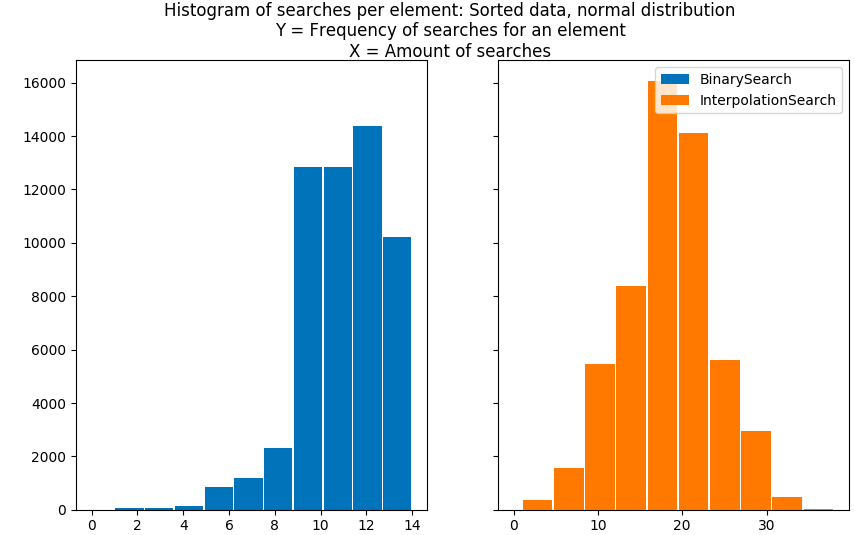 Histogram of searches per element: Sorted data, normal distribution
Y = Frequency of searches for an element
X = Amount of searches
BinarySearch
InterpolationSearch
16000
14000
12000
10000
8000
6000
4000
2000
0
0 2 4 6 8 10 12 14
0 10 20 30